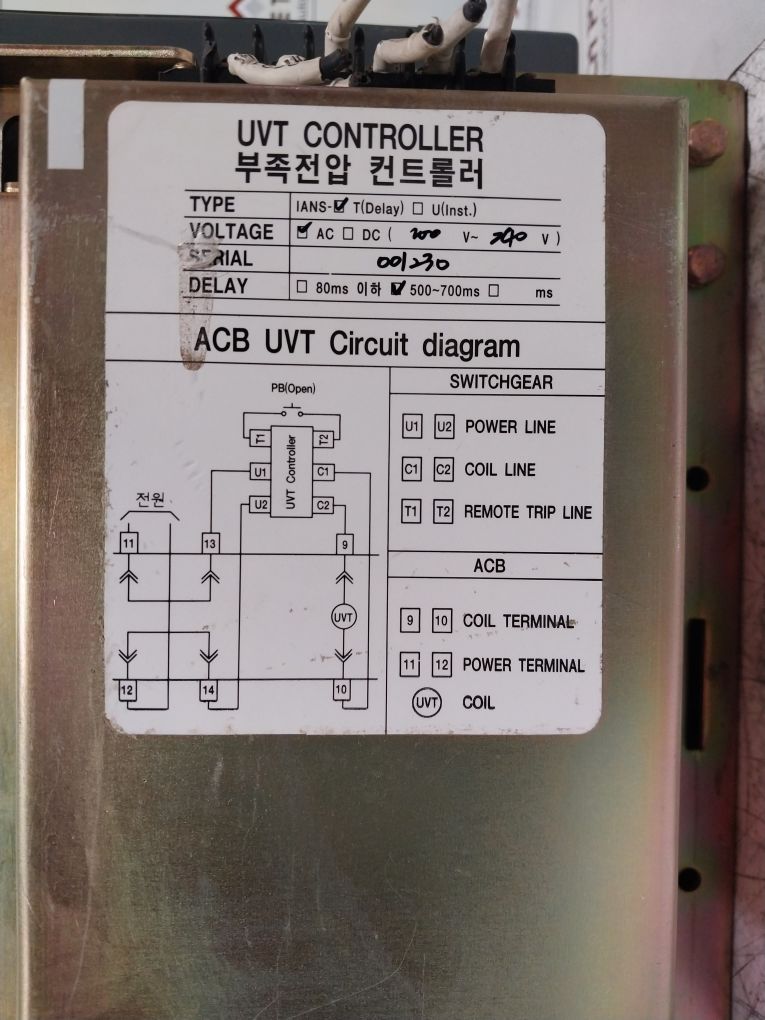 UVT CONTROLLER
부족전압 컨트롤러
TYPE IANS-☑ T(Delay) ☐ U(Inst.)
VOLTAGE ☑ AC ☐ DC ( 200 V~ 240 V )
SERIAL 001230
DELAY ☐ 80ms 이하 ☑ 500~700ms ☐ ms
ACB UVT Circuit diagram
PB(Open)
T1 T2
UVT Controller
U1 C1
U2 C2
전원
11 13 9
UVT
12 14 10
SWITCHGEAR
U1 U2 POWER LINE
C1 C2 COIL LINE
T1 T2 REMOTE TRIP LINE
ACB
9 10 COIL TERMINAL
11 12 POWER TERMINAL
UVT COIL